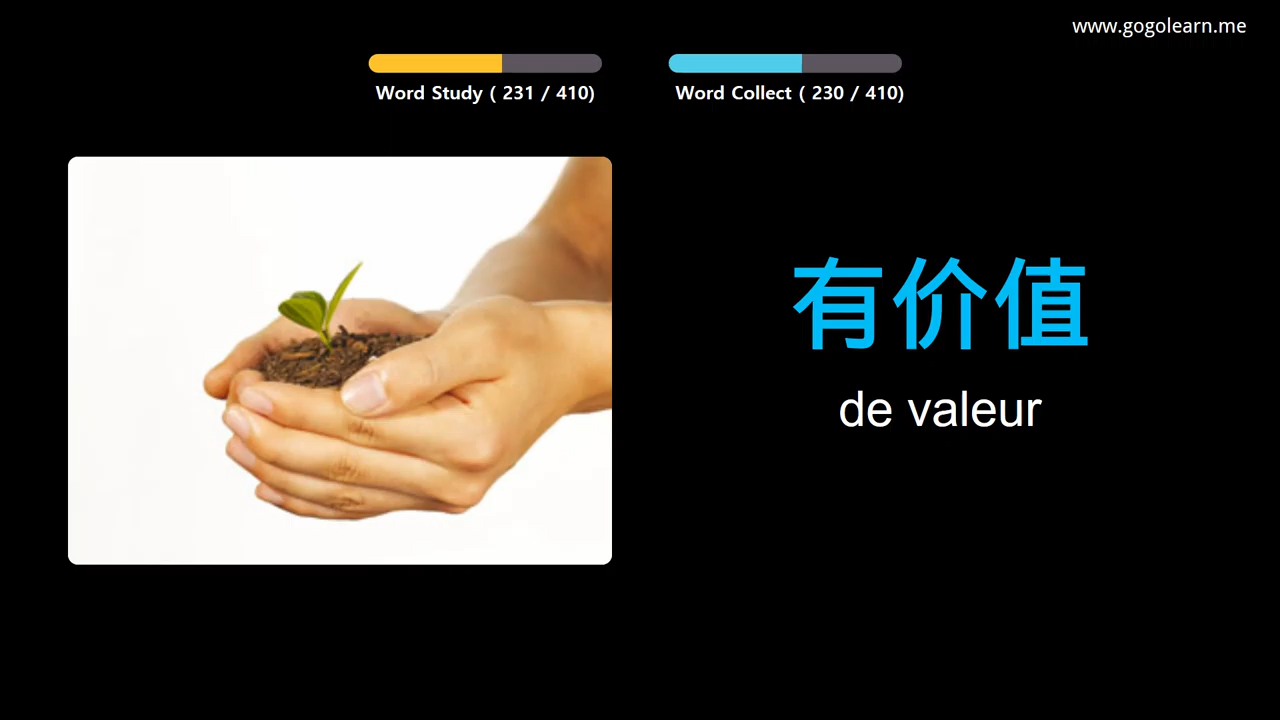 www.gogolearn.me
Word Study ( 231 / 410)
Word Collect ( 230 / 410)
有价值
de valeur